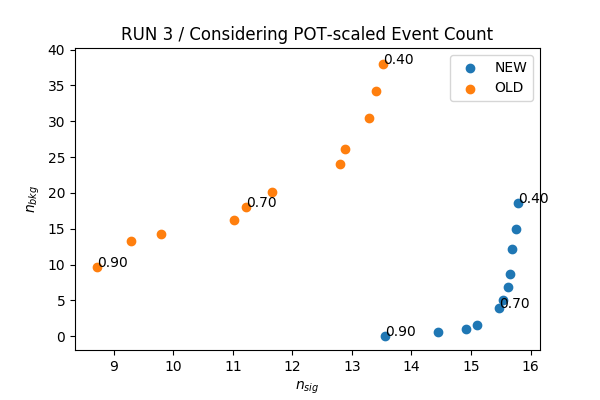 RUN 3 / Considering POT-scaled Event Count
40
35
30
25
20
15
10
5
0
n_bkg
0.40
0.70
0.90
0.40
0.70
0.90
NEW
OLD
9 10 11 12 13 14 15 16
n_sig